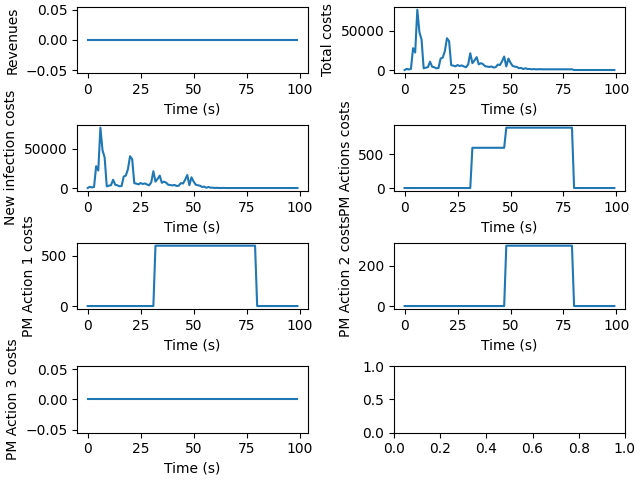 Revenues
0.05
0.00
−0.05
0 25 50 75 100
Time (s)
Total costs
50000
0
0 25 50 75 100
Time (s)
New infection costs
50000
0
0 25 50 75 100
Time (s)
PM Actions costs
500
0
0 25 50 75 100
Time (s)
PM Action 1 costs
500
0
0 25 50 75 100
Time (s)
PM Action 2 costs
200
0
0 25 50 75 100
Time (s)
PM Action 3 costs
0.05
0.00
−0.05
0 25 50 75 100
Time (s)
1.0
0.5
0.0
0.0 0.2 0.4 0.6 0.8 1.0